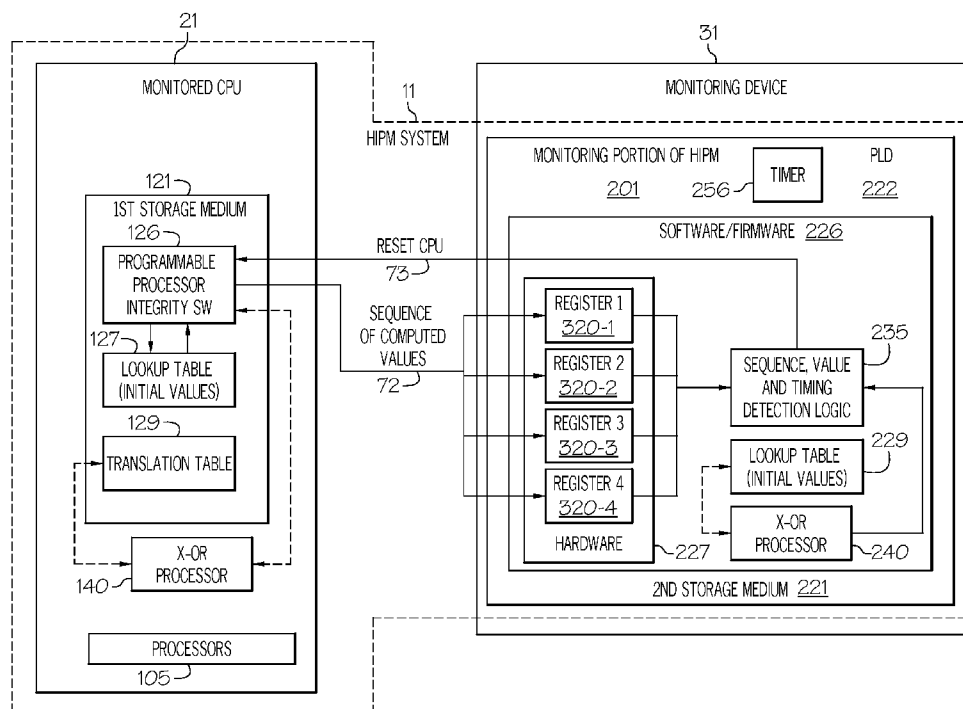 21
MONITORED CPU
121
1ST STORAGE MEDIUM
126
PROGRAMMABLE
PROCESSOR
INTEGRITY SW
127
LOOKUP TABLE
(INITIAL VALUES)
129
TRANSLATION TABLE
X-OR
PROCESSOR
140
PROCESSORS
105
11
HIPM SYSTEM
RESET CPU
73
SEQUENCE
OF COMPUTED
VALUES
72
31
MONITORING DEVICE
MONITORING PORTION OF HIPM
201
256
TIMER
PLD
222
SOFTWARE/FIRMWARE 226
REGISTER 1
320-1
REGISTER 2
320-2
REGISTER 3
320-3
REGISTER 4
320-4
HARDWARE
227
235
SEQUENCE, VALUE
AND TIMING
DETECTION LOGIC
229
LOOKUP TABLE
(INITIAL VALUES)
X-OR
PROCESSOR
240
2ND STORAGE MEDIUM 221